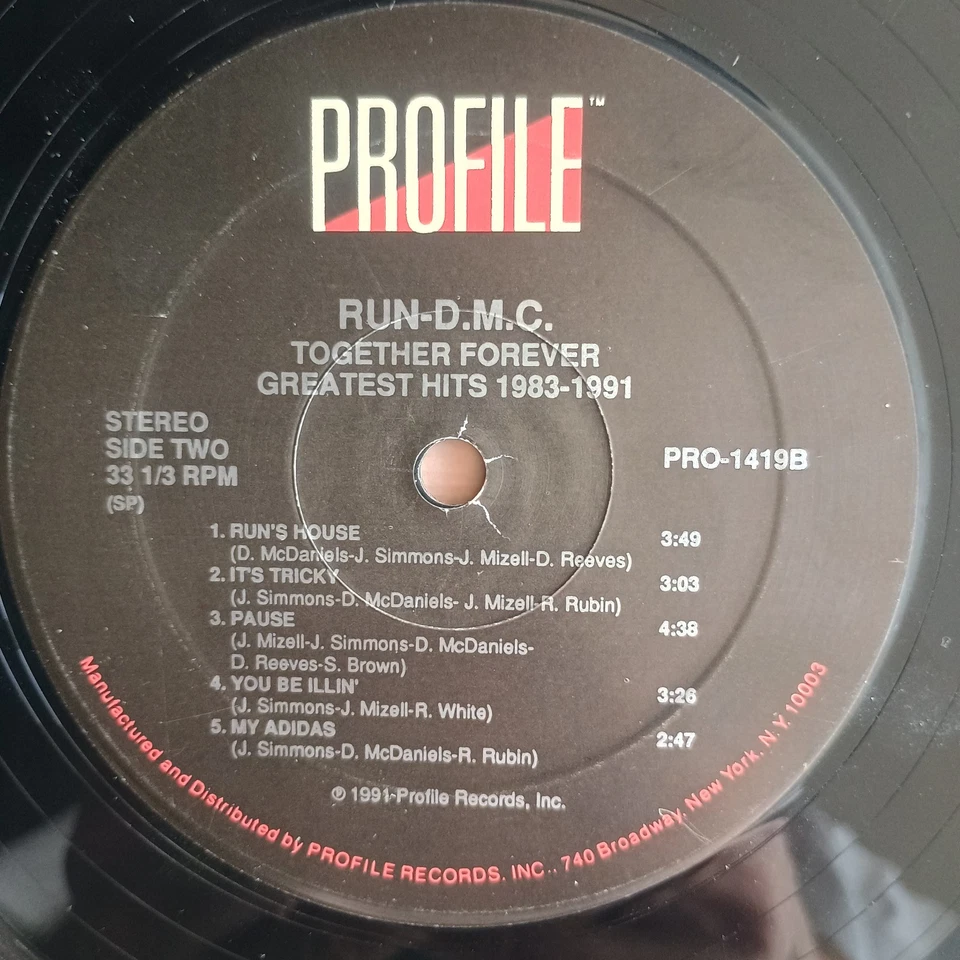 PROFILE™
RUN-D.M.C.
TOGETHER FOREVER
GREATEST HITS 1983-1991
STEREO
SIDE TWO
33 1/3 RPM
(SP)
PRO-1419B
1. RUN'S HOUSE 3:49
(D. McDaniels-J. Simmons-J. Mizell-D. Reeves)
2. IT'S TRICKY 3:03
(J. Simmons-D. McDaniels- J. Mizell-R. Rubin)
3. PAUSE 4:38
(J. Mizell-J. Simmons-D. McDaniels-
D. Reeves-S. Brown)
4. YOU BE ILLIN' 3:26
(J. Simmons-J. Mizell-R. White)
5. MY ADIDAS 2:47
(J. Simmons-D. McDaniels-R. Rubin)
℗ 1991 Profile Records, Inc.
Manufactured and Distributed by PROFILE RECORDS, INC., 740 Broadway, New York, N.Y. 10003